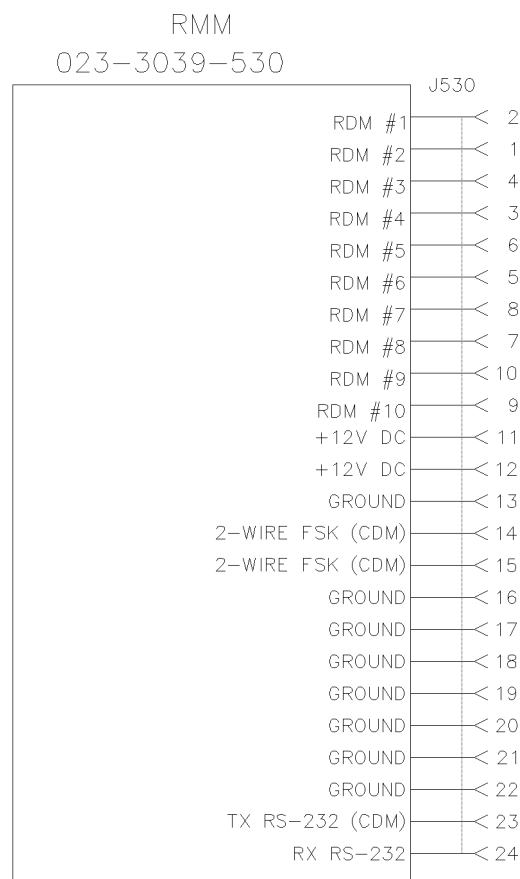 RMM
023-3039-530
J530
RDM #1 2
RDM #2 1
RDM #3 4
RDM #4 3
RDM #5 6
RDM #6 5
RDM #7 8
RDM #8 7
RDM #9 10
RDM #10 9
+12V DC 11
+12V DC 12
GROUND 13
2-WIRE FSK (CDM) 14
2-WIRE FSK (CDM) 15
GROUND 16
GROUND 17
GROUND 18
GROUND 19
GROUND 20
GROUND 21
GROUND 22
TX RS-232 (CDM) 23
RX RS-232 24